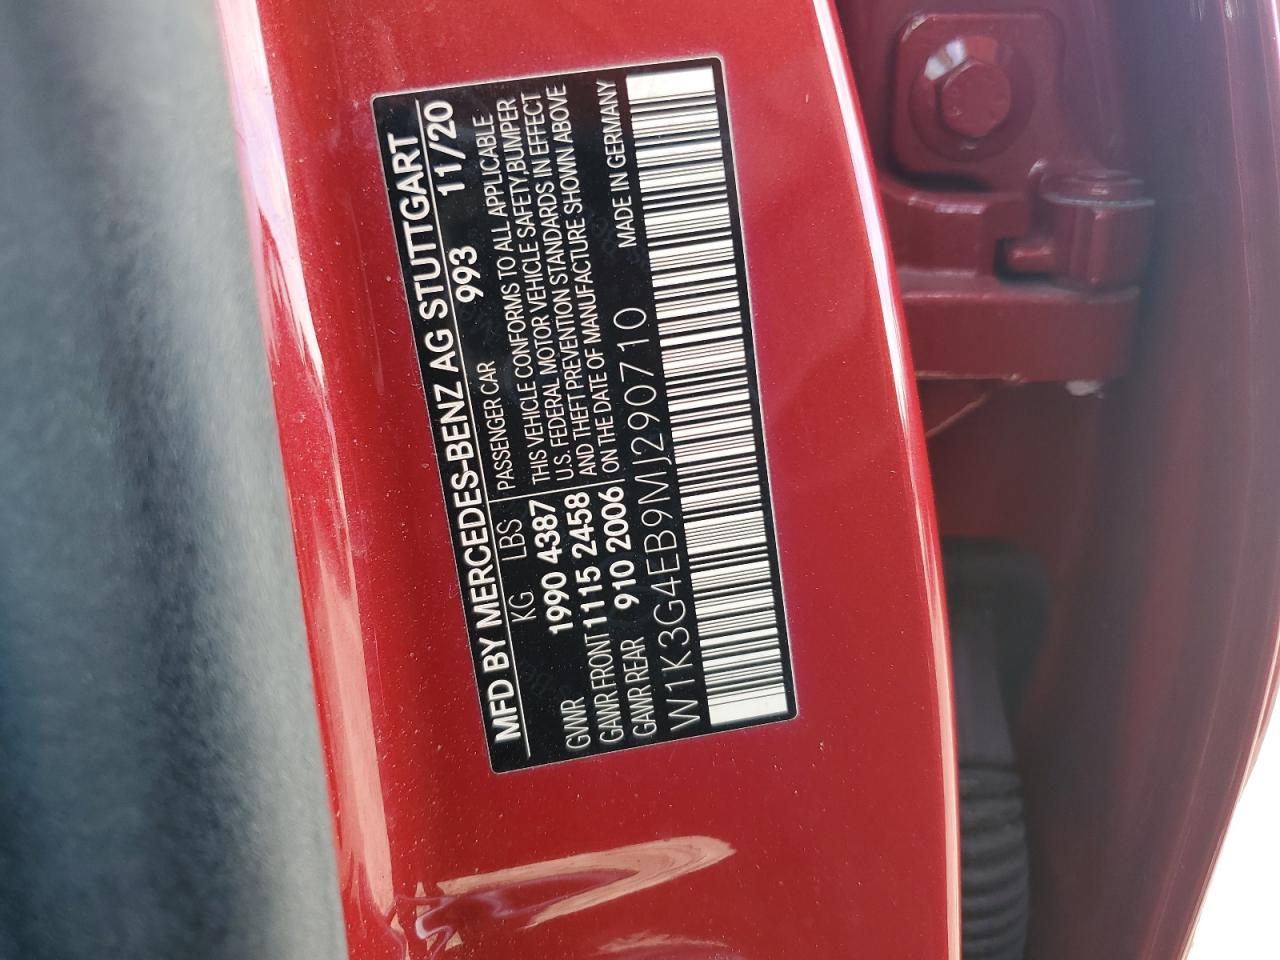 MFD BY MERCEDES-BENZ AG STUTTGART
KG LBS 993 11/20
GVWR 1990 4387
GAWR FRONT 1115 2458
GAWR REAR 910 2006
PASSENGER CAR
THIS VEHICLE CONFORMS TO ALL APPLICABLE
U.S. FEDERAL MOTOR VEHICLE SAFETY,BUMPER
AND THEFT PREVENTION STANDARDS IN EFFECT
ON THE DATE OF MANUFACTURE SHOWN ABOVE
W1K3G4EB9MJ290710 MADE IN GERMANY